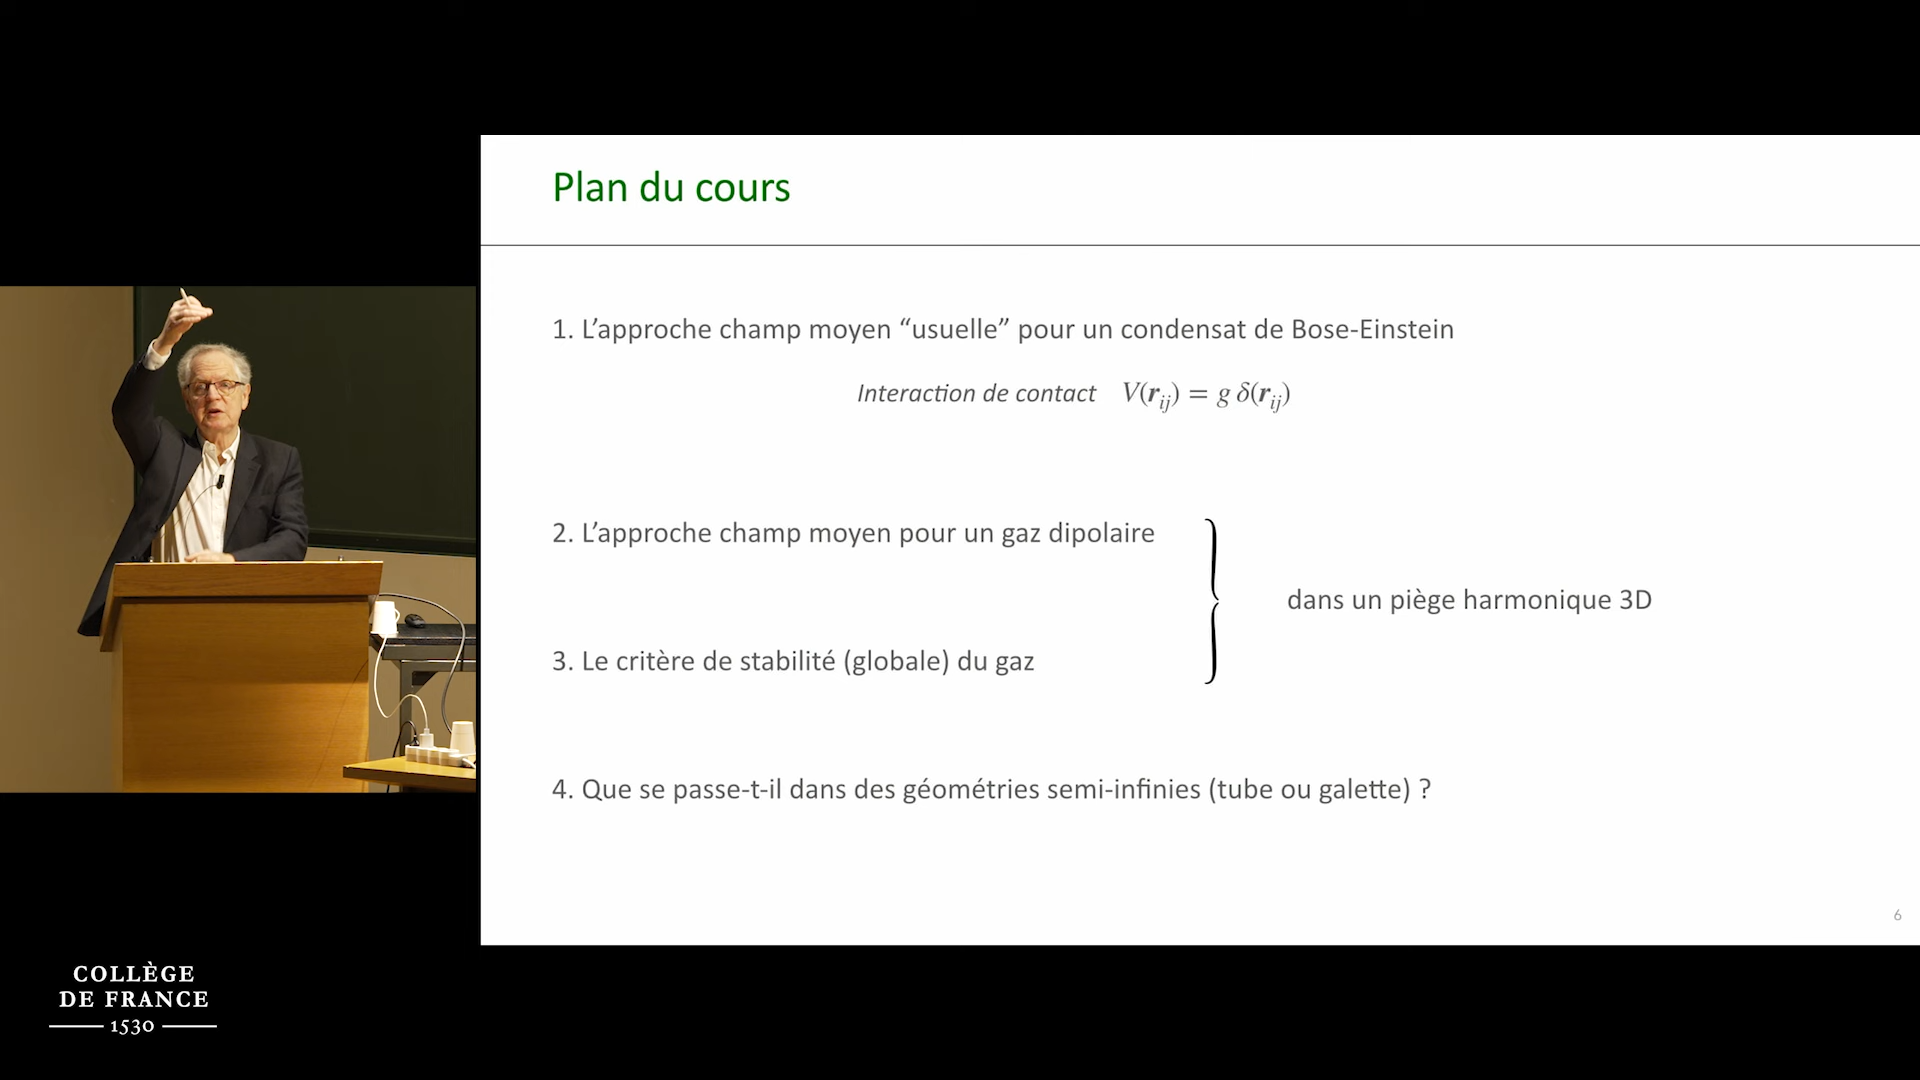 Plan du cours
1. L’approche champ moyen “usuelle” pour un condensat de Bose-Einstein
Interaction de contact V(r_ij) = g δ(r_ij)
2. L’approche champ moyen pour un gaz dipolaire
dans un piège harmonique 3D
3. Le critère de stabilité (globale) du gaz
4. Que se passe-t-il dans des géométries semi-infinies (tube ou galette) ?
6
COLLÈGE
DE FRANCE
1530